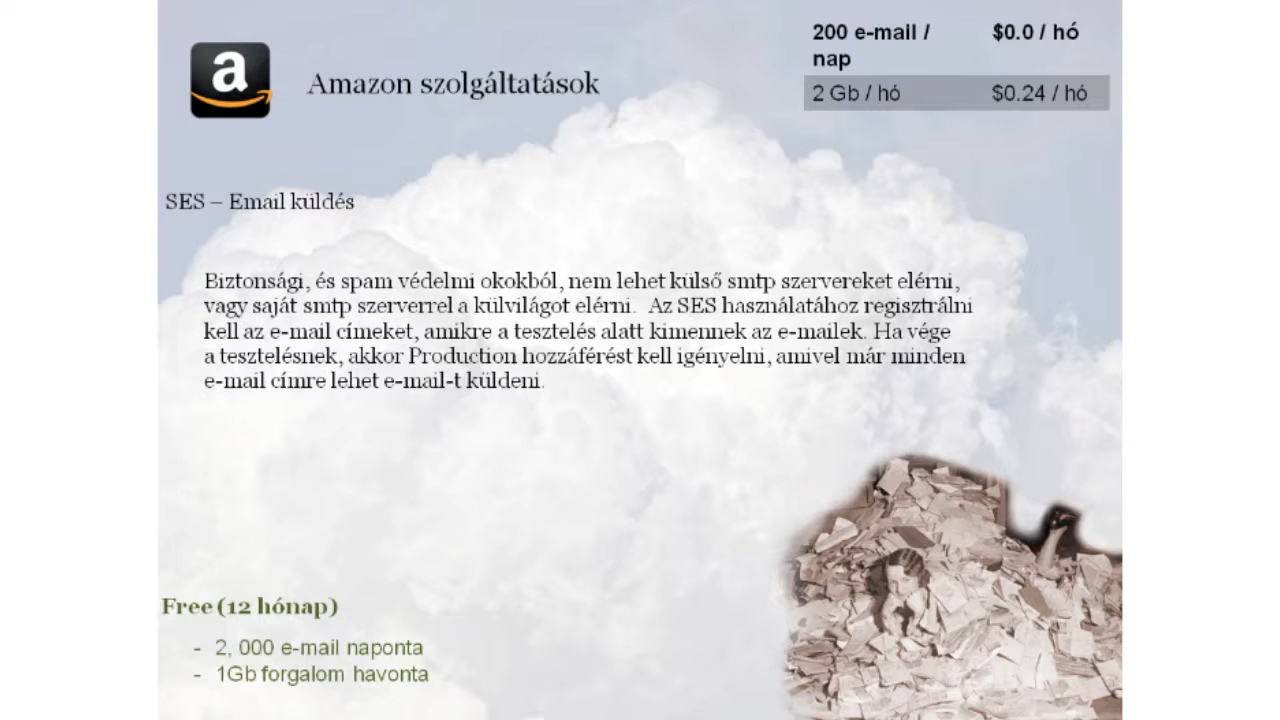 Amazon szolgáltatások
200 e-mail / nap $0.0 / hó
2 Gb / hó $0.24 / hó
SES – Email küldés
Biztonsági, és spam védelmi okokból, nem lehet külső smtp szervereket elérni,
vagy saját smtp szerverrel a külvilágot elérni. Az SES használatához regisztrálni
kell az e-mail címeket, amikre a tesztelés alatt kimennek az e-mailek. Ha vége
a tesztelésnek, akkor Production hozzáférést kell igényelni, amivel már minden
e-mail címre lehet e-mail-t küldeni.
Free (12 hónap)
- 2, 000 e-mail naponta
- 1Gb forgalom havonta